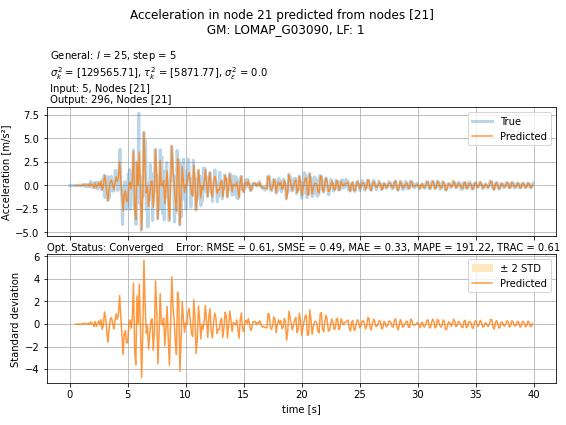 Acceleration in node 21 predicted from nodes [21]
GM: LOMAP_G03090, LF: 1
General: l = 25, step = 5
σ²ₖ = [129565.71], τ²ₖ = [5871.77], σ²ε = 0.0
Input: 5, Nodes [21]
Output: 296, Nodes [21]
7.5
5.0
2.5
0.0
−2.5
−5.0
Acceleration [m/s²]
True
Predicted
Opt. Status: Converged Error: RMSE = 0.61, SMSE = 0.49, MAE = 0.33, MAPE = 191.22, TRAC = 0.61
6
4
2
0
−2
−4
Standard deviation
± 2 STD
Predicted
0 5 10 15 20 25 30 35 40
time [s]